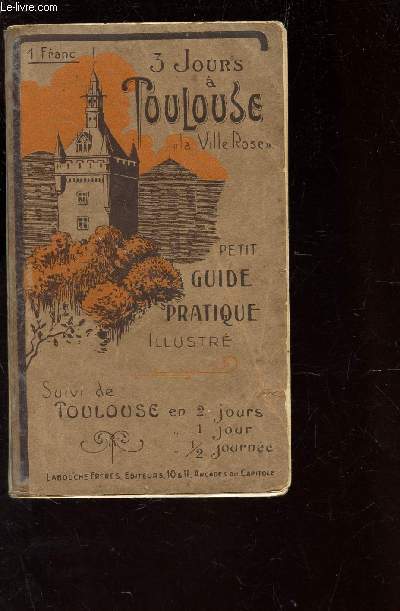 Le-livre.com
1 Franc
3 JOURS
à
TOULOUSE
"la Ville Rose"
PETIT
GUIDE
PRATIQUE
ILLUSTRÉ
Suivi de
TOULOUSE en 2 jours
" 1 jour
" 1/2 journée
LABOUCHE FRÈRES, EDITEURS, 10 & 11, ARCADES DU CAPITOLE